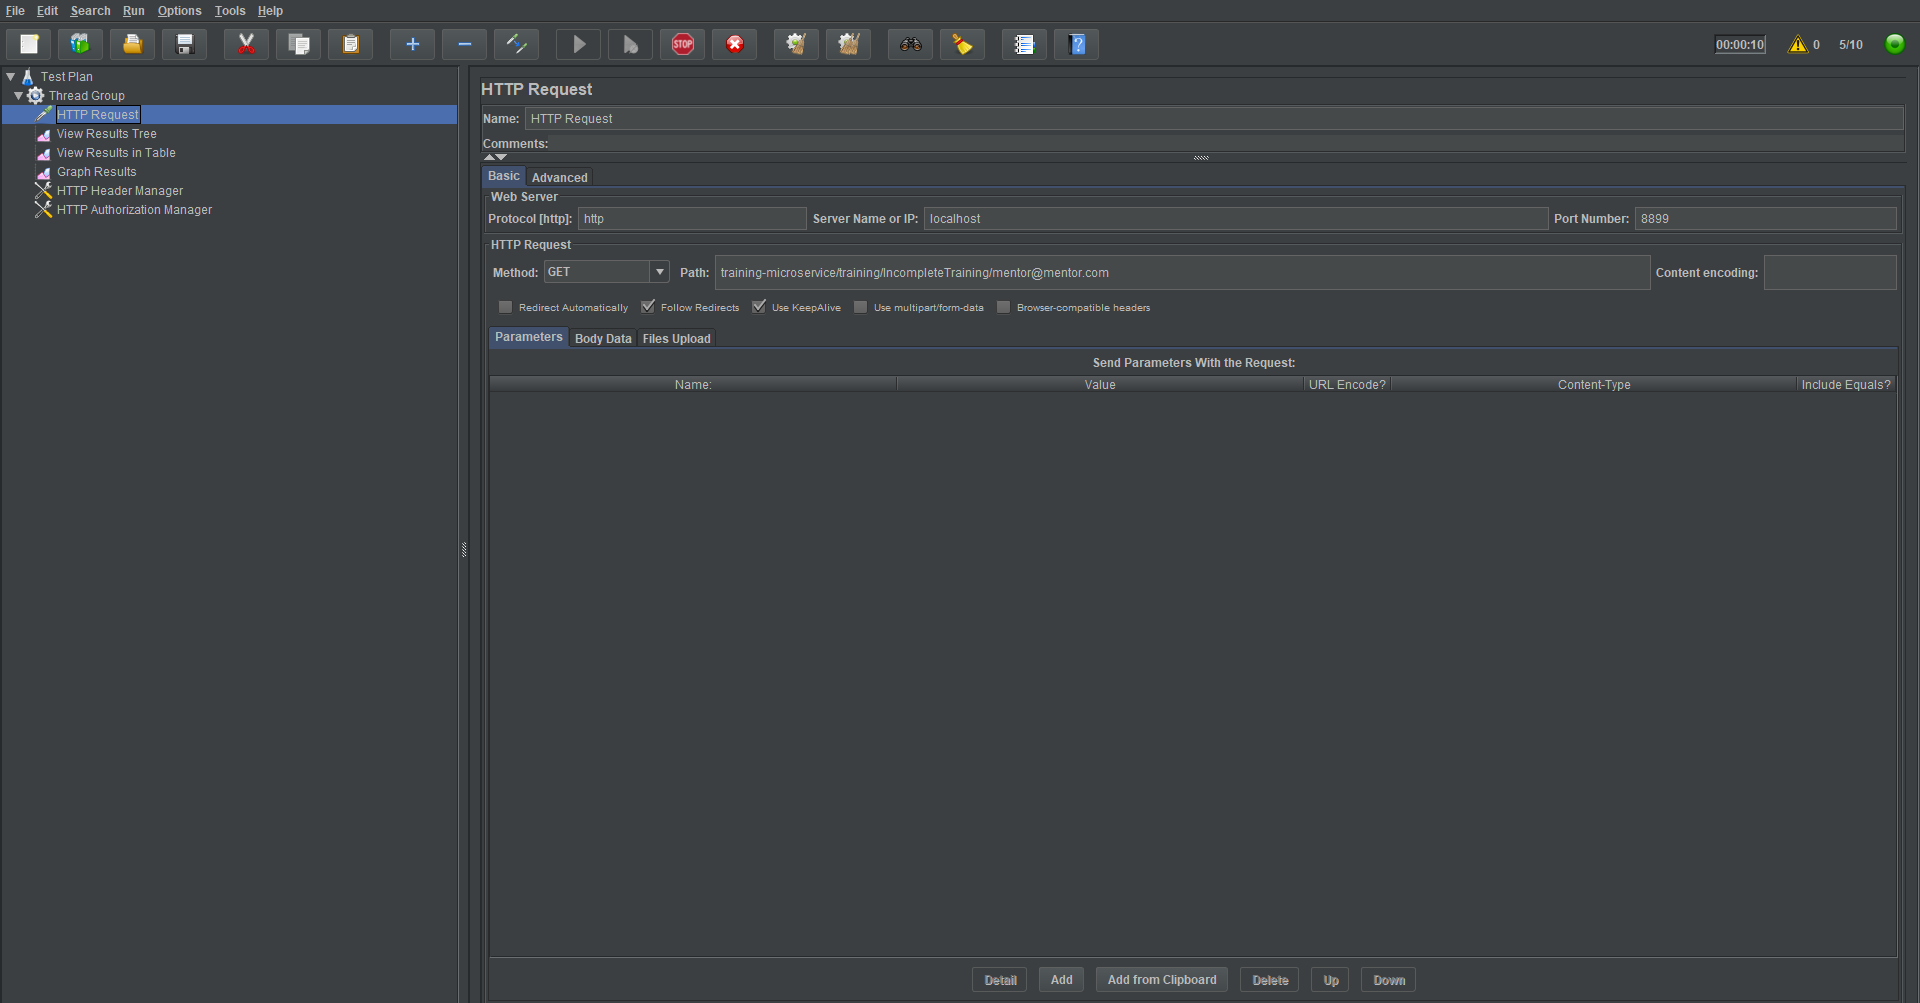 File Edit Search Run Options Tools Help
STOP 00:00:10 0 5/10
Test Plan
Thread Group
HTTP Request
View Results Tree
View Results in Table
Graph Results
HTTP Header Manager
HTTP Authorization Manager
HTTP Request
Name: HTTP Request
Comments:
Basic Advanced
Web Server
Protocol [http]: http Server Name or IP: localhost Port Number: 8899
HTTP Request
Method: GET Path: training-microservice/training/IncompleteTraining/mentor@mentor.com Content encoding:
Redirect Automatically Follow Redirects Use KeepAlive Use multipart/form-data Browser-compatible headers
Parameters Body Data Files Upload
Send Parameters With the Request:
Name: Value URL Encode? Content-Type Include Equals?
Detail Add Add from Clipboard Delete Up Down